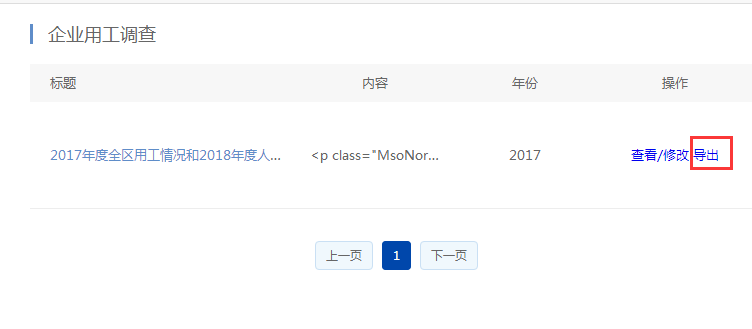 企业用工调查
标题 内容 年份 操作
2017年度全区用工情况和2018年度人... <p class="MsoNor... 2017 查看/修改 导出
上一页 1 下一页